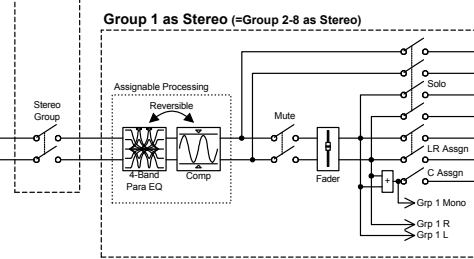 Group 1 as Stereo (=Group 2-8 as Stereo)
Assignable Processing
Reversible
Stereo
Group
Mute
Solo
LR Assgn
C Assgn
4-Band
Para EQ
Comp
Fader
+
Grp 1 Mono
Grp 1 R
Grp 1 L